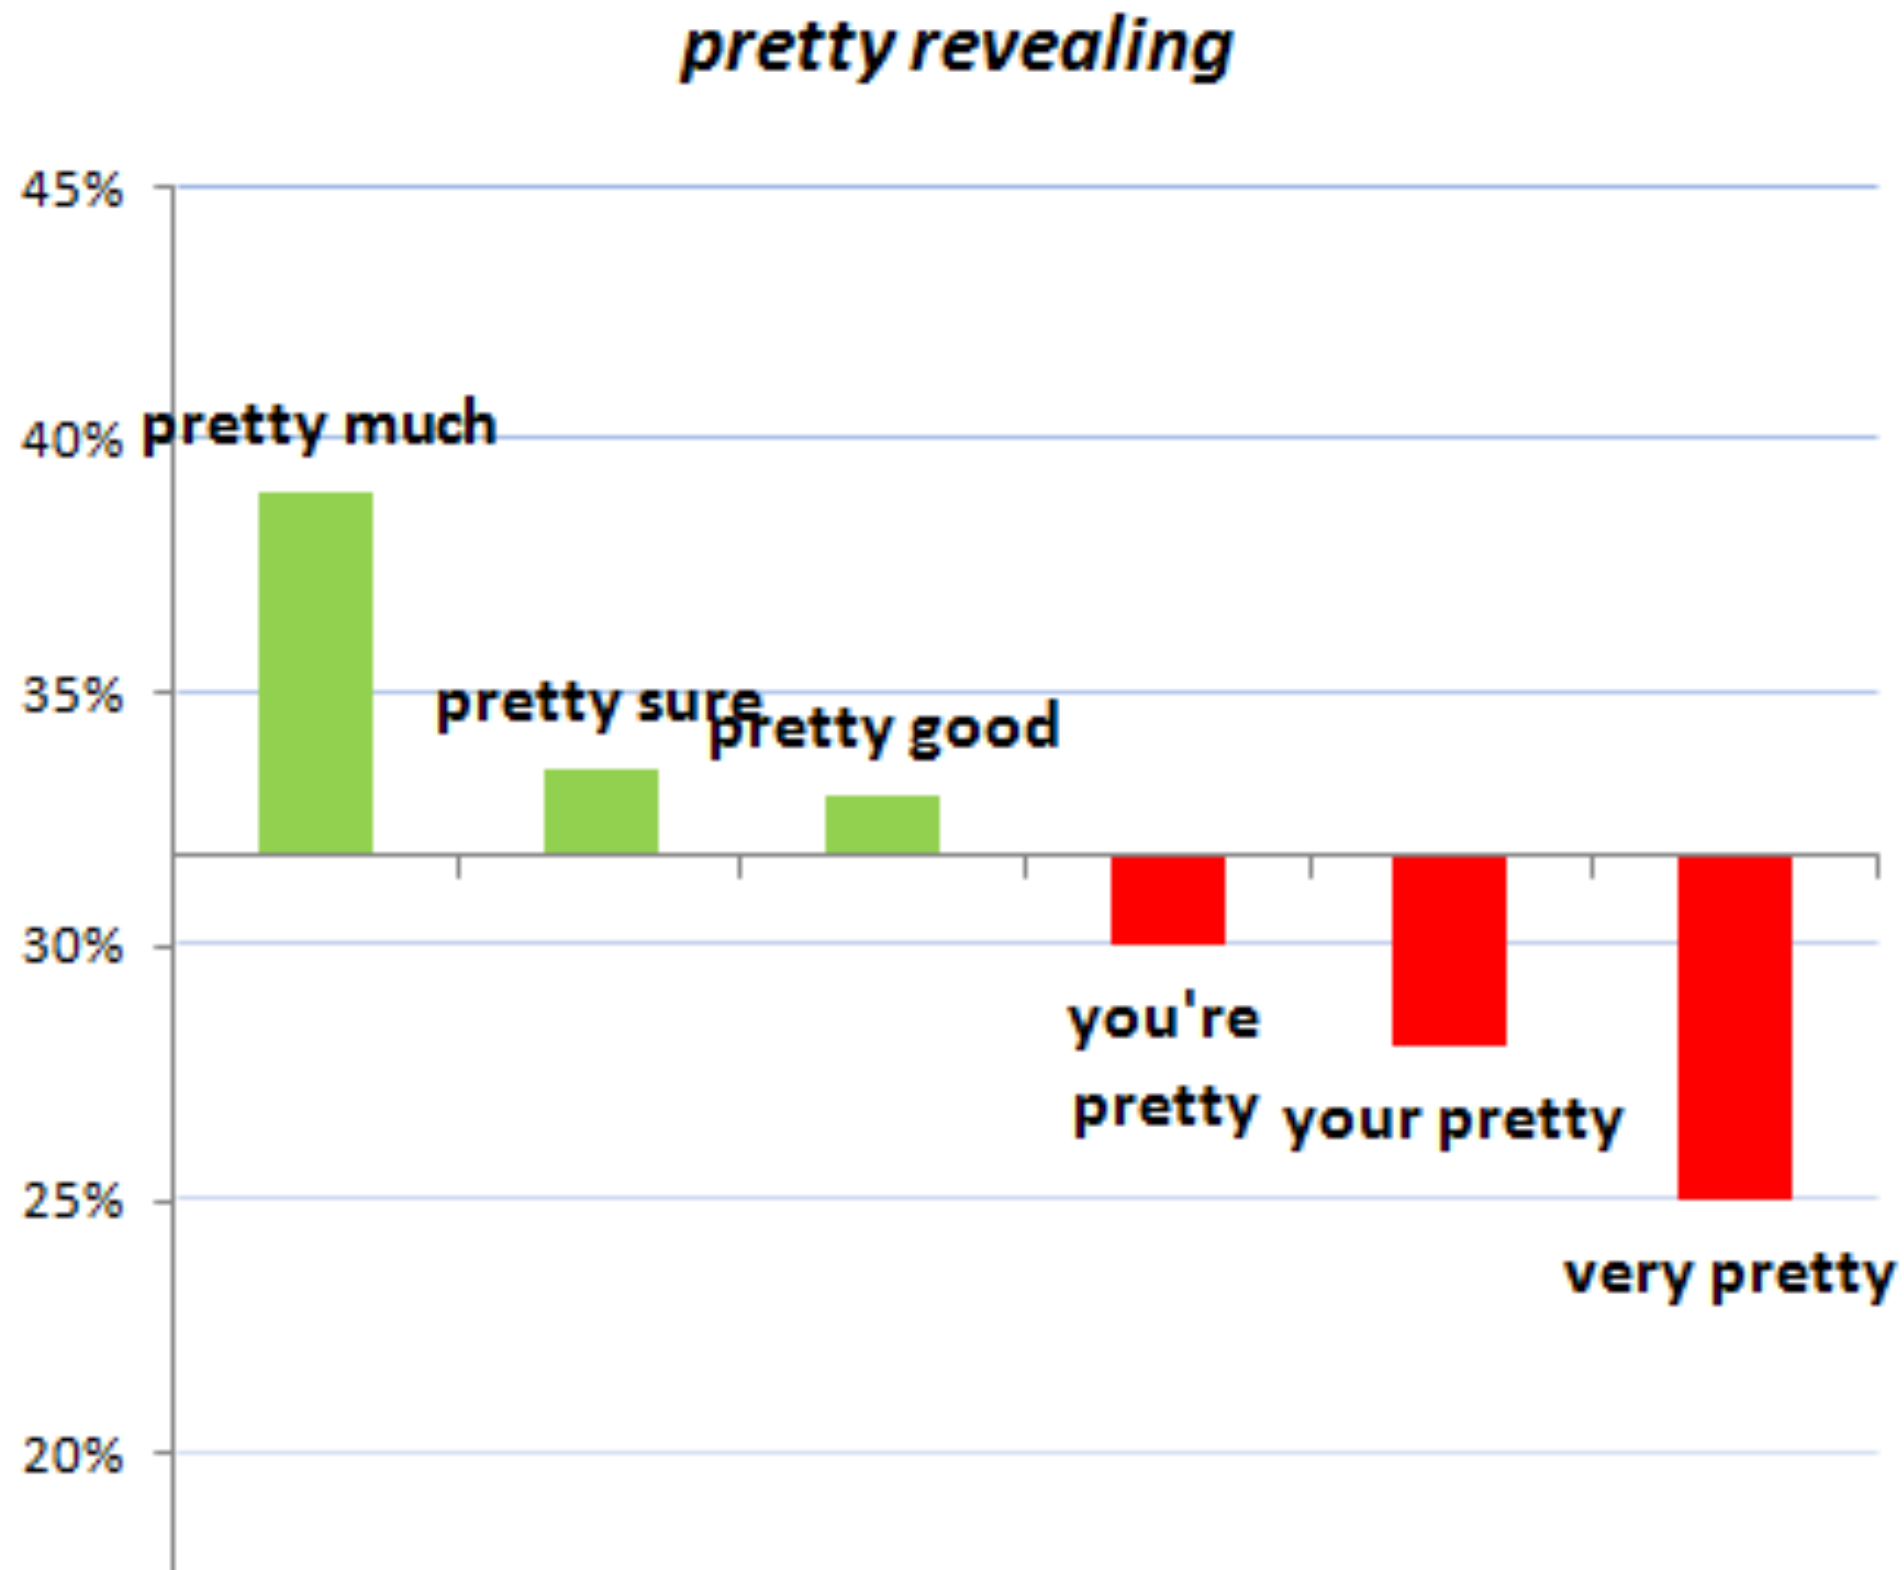 pretty revealing
45%
40%
pretty much
35%
pretty sure
pretty good
30%
you're
pretty
your pretty
25%
very pretty
20%